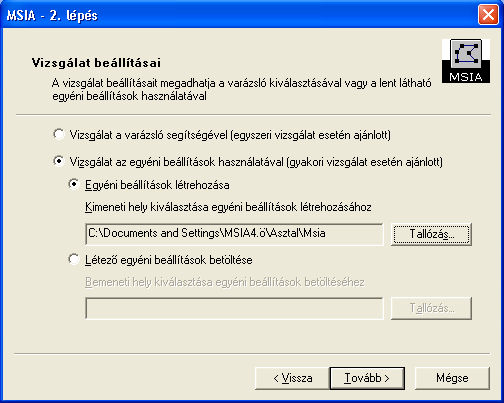 MSIA - 2. lépés
Vizsgálat beállításai
A vizsgálat beállításait megadhatja a varázsló kiválasztásával vagy a lent látható
egyéni beállítások használatával
MSIA
Vizsgálat a varázsló segítségével (egyszeri vizsgálat esetén ajánlott)
Vizsgálat az egyéni beállítások használatával (gyakori vizsgálat esetén ajánlott)
Egyéni beállítások létrehozása
Kimeneti hely kiválasztása egyéni beállítások létrehozásához
C:\Documents and Settings\MSIA4.ö\Asztal\Msia
Tallózás...
Létező egyéni beállítások betöltése
Bemeneti hely kiválasztása egyéni beállítások betöltéséhez
Tallózás...
< Vissza
Tovább >
Mégse